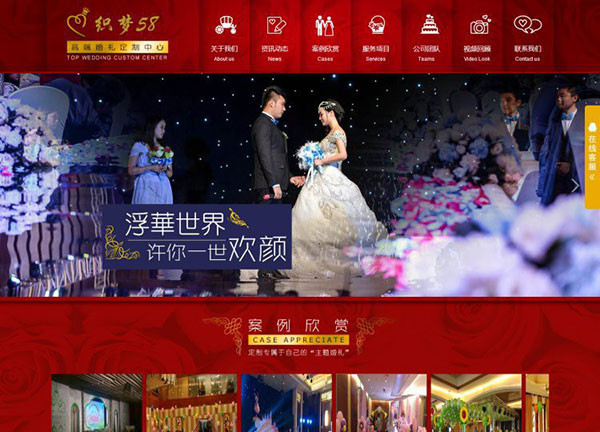 织梦58
高端婚礼定制中心
TOP WEDDING CUSTOM CENTER
关于我们 资讯动态 案例欣赏 服务项目 公司团队 视频回顾 联系我们
About us News Cases Services Teams Video Look Contact us
在线客服
浮華世界
许你一世欢颜
案例欣赏
CASE APPRECIATE
定制专属于自己的“主题婚礼”